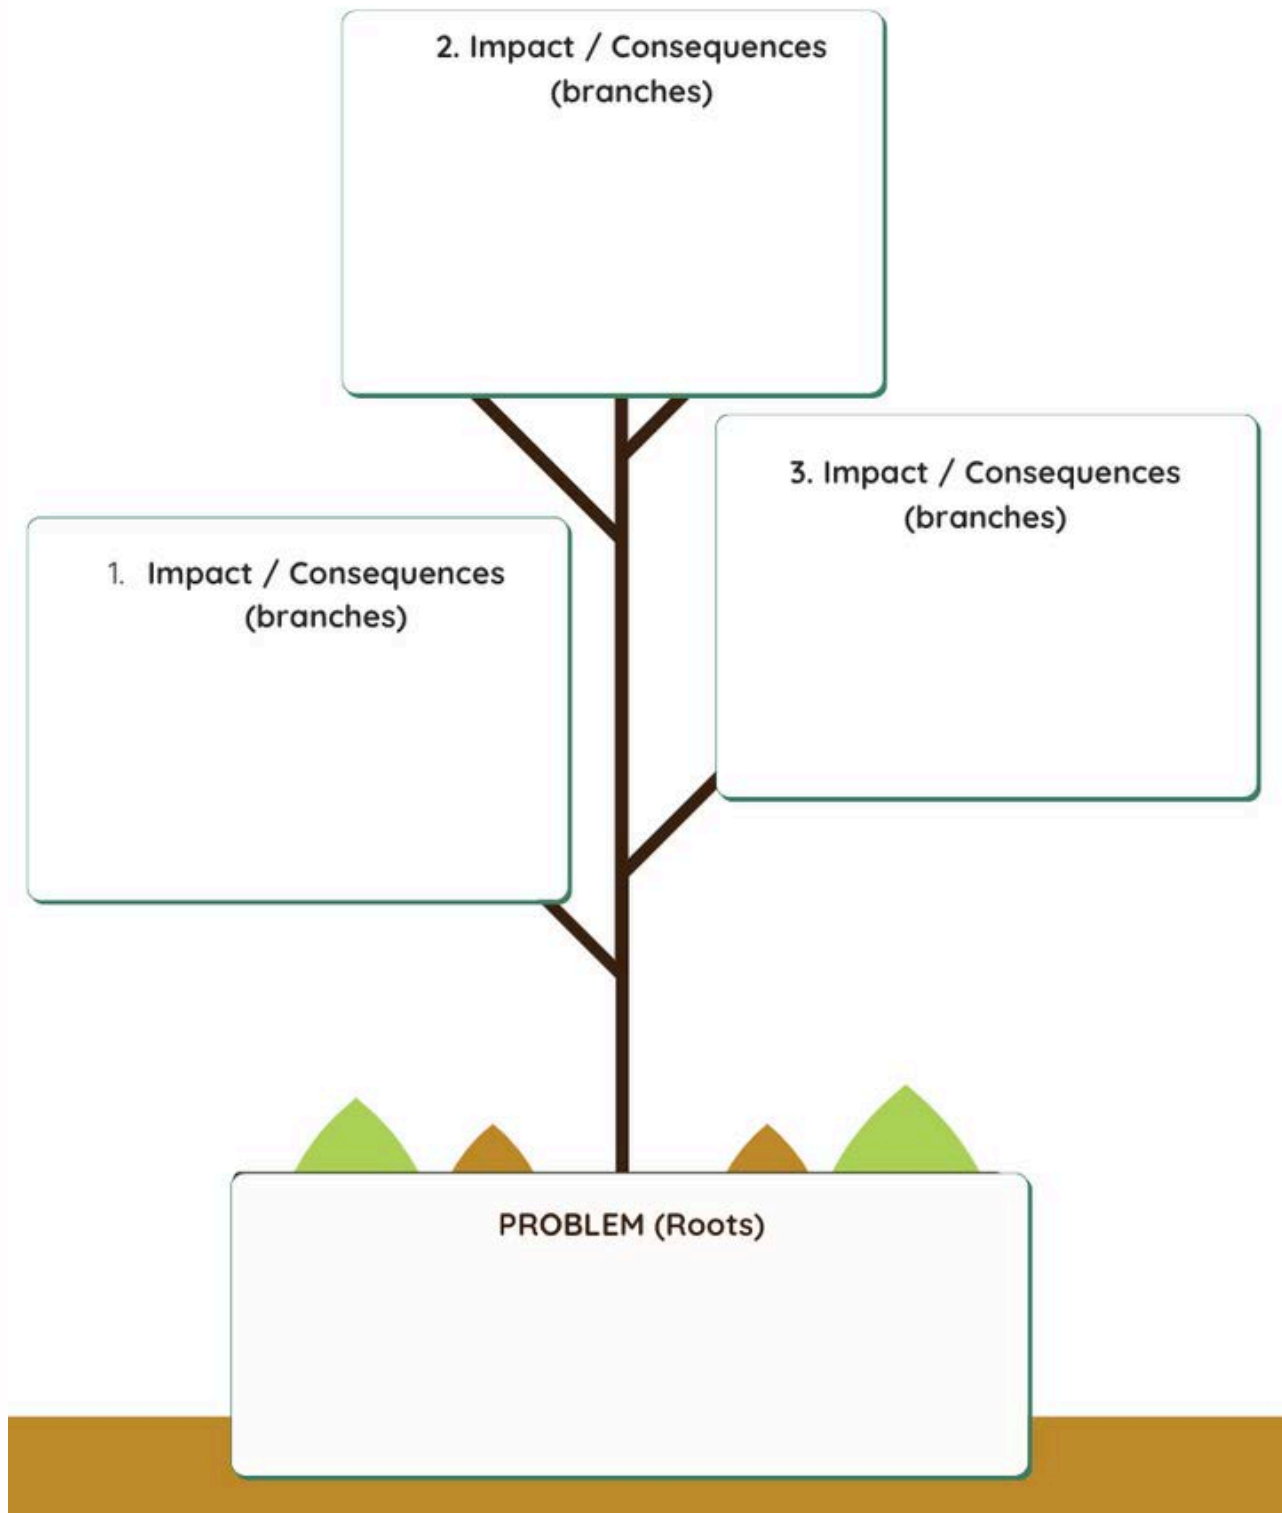 2. Impact / Consequences
(branches)
3. Impact / Consequences
(branches)
1. Impact / Consequences
(branches)
PROBLEM (Roots)